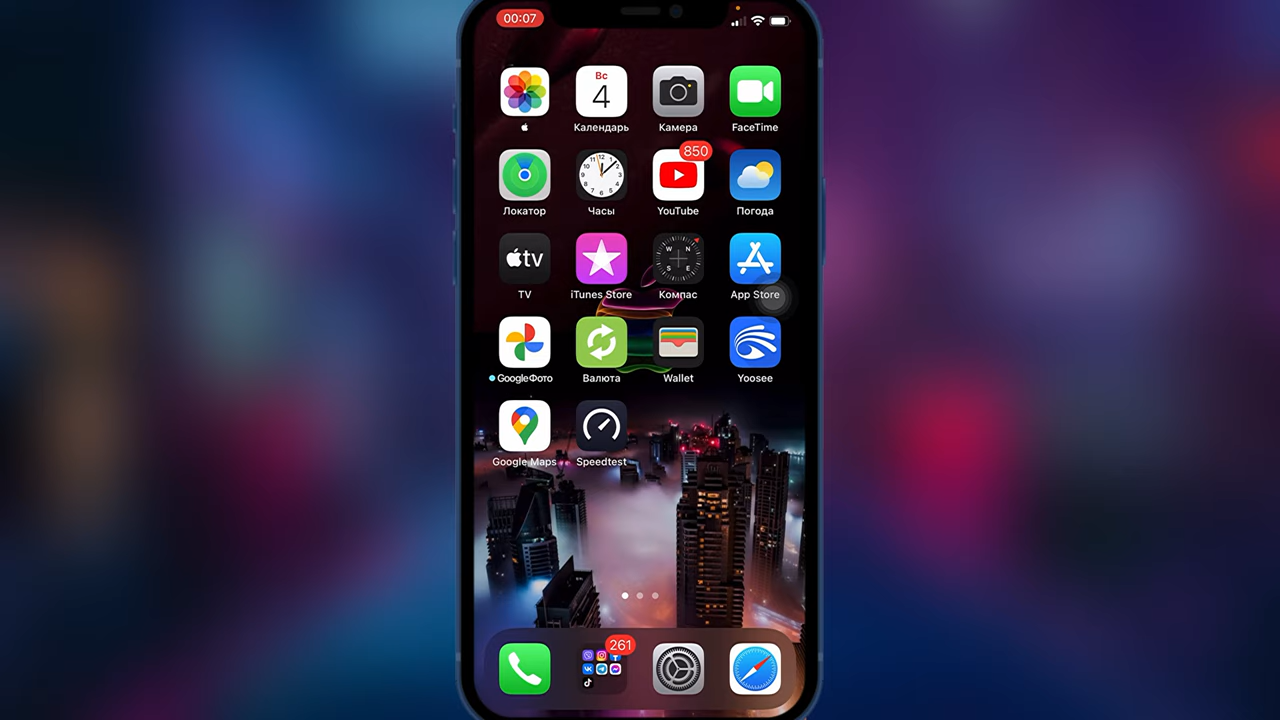 00:07
Вс
4
Календарь
Камера
FaceTime
850
Локатор
Часы
YouTube
Погода
tv
W N
S E
TV
iTunes Store
Компас
App Store
GoogleФото
Валюта
Wallet
Yoosee
Google Maps
Speedtest
261